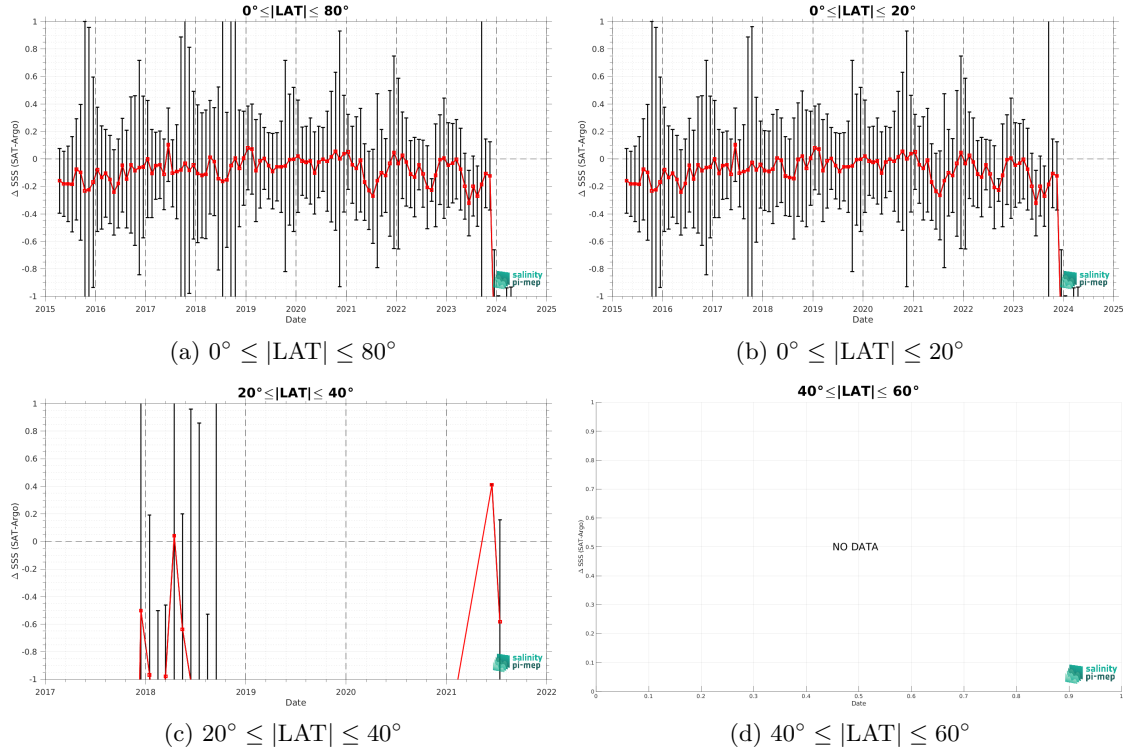 0°≤|LAT|≤ 80°
Δ SSS (SAT-Argo)
1
0.8
0.6
0.4
0.2
0
-0.2
-0.4
-0.6
-0.8
-1
2015 2016 2017 2018 2019 2020 2021 2022 2023 2024 2025
Date
salinity
pi-mep
(a) 0° ≤ |LAT| ≤ 80°
0°≤|LAT|≤ 20°
Δ SSS (SAT-Argo)
1
0.8
0.6
0.4
0.2
0
-0.2
-0.4
-0.6
-0.8
-1
2015 2016 2017 2018 2019 2020 2021 2022 2023 2024 2025
Date
salinity
pi-mep
(b) 0° ≤ |LAT| ≤ 20°
20°≤|LAT|≤ 40°
Δ SSS (SAT-Argo)
1
0.8
0.6
0.4
0.2
0
-0.2
-0.4
-0.6
-0.8
-1
2017 2018 2019 2020 2021 2022
Date
salinity
pi-mep
(c) 20° ≤ |LAT| ≤ 40°
40°≤|LAT|≤ 60°
Δ SSS (SAT-Argo)
1
0.9
0.8
0.7
0.6
0.5
0.4
0.3
0.2
0.1
0
NO DATA
0 0.1 0.2 0.3 0.4 0.5 0.6 0.7 0.8 0.9 1
Date
salinity
pi-mep
(d) 40° ≤ |LAT| ≤ 60°